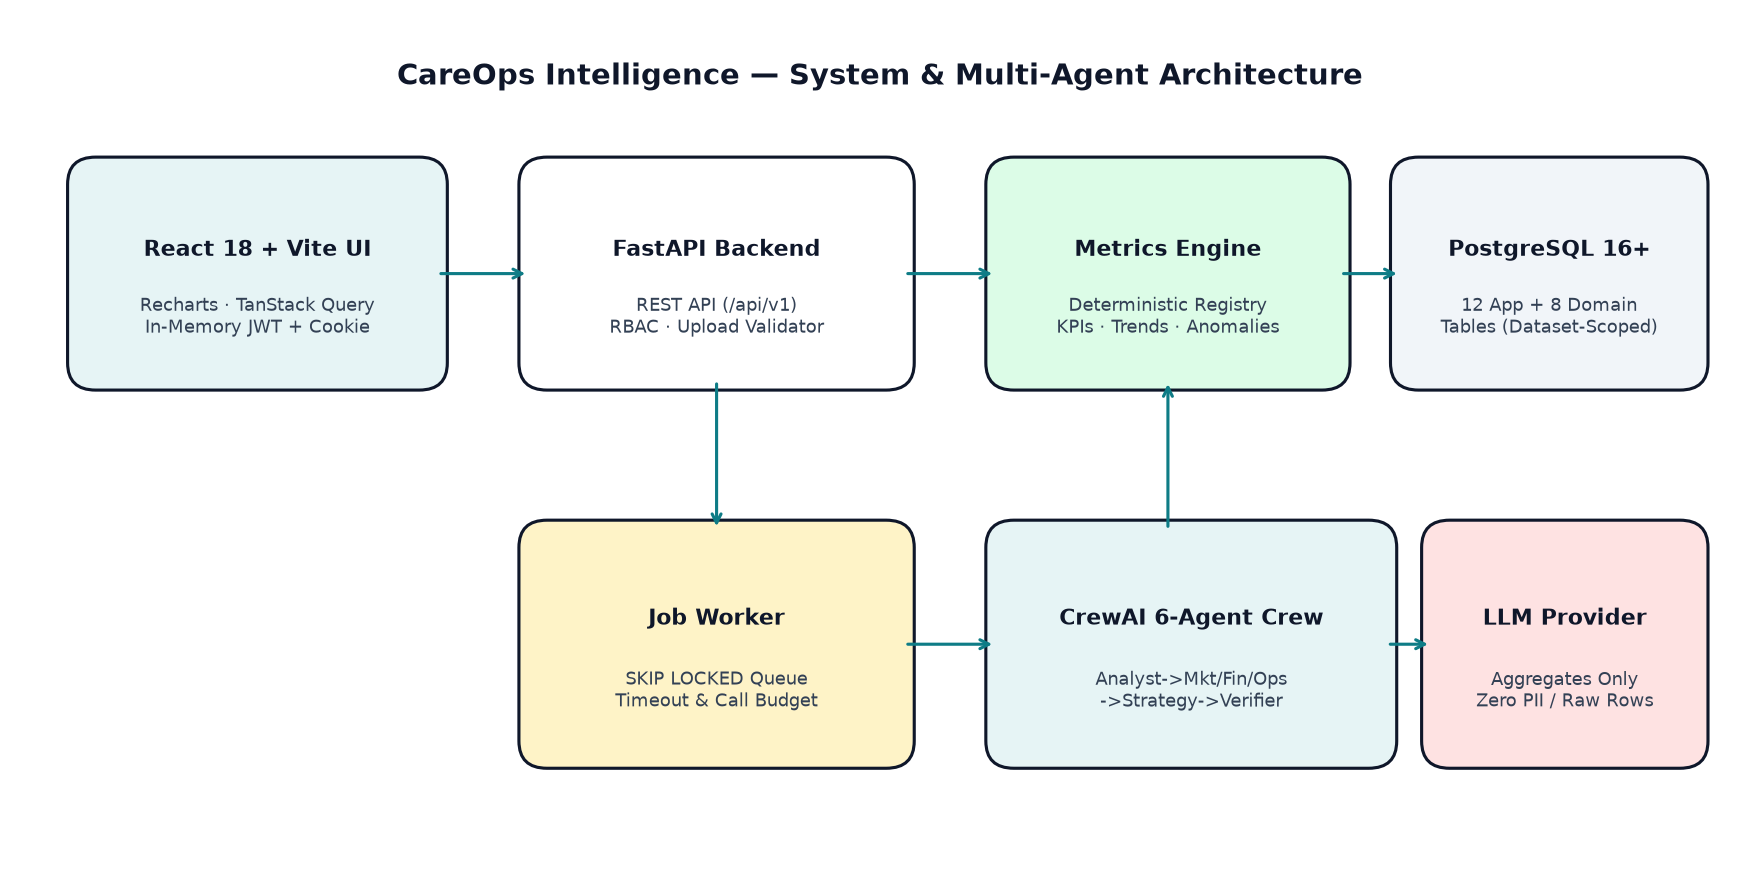 CareOps Intelligence — System & Multi-Agent Architecture
React 18 + Vite UI
Recharts · TanStack Query
In-Memory JWT + Cookie
FastAPI Backend
REST API (/api/v1)
RBAC · Upload Validator
Metrics Engine
Deterministic Registry
KPIs · Trends · Anomalies
PostgreSQL 16+
12 App + 8 Domain
Tables (Dataset-Scoped)
Job Worker
SKIP LOCKED Queue
Timeout & Call Budget
CrewAI 6-Agent Crew
Analyst->Mkt/Fin/Ops
->Strategy->Verifier
LLM Provider
Aggregates Only
Zero PII / Raw Rows